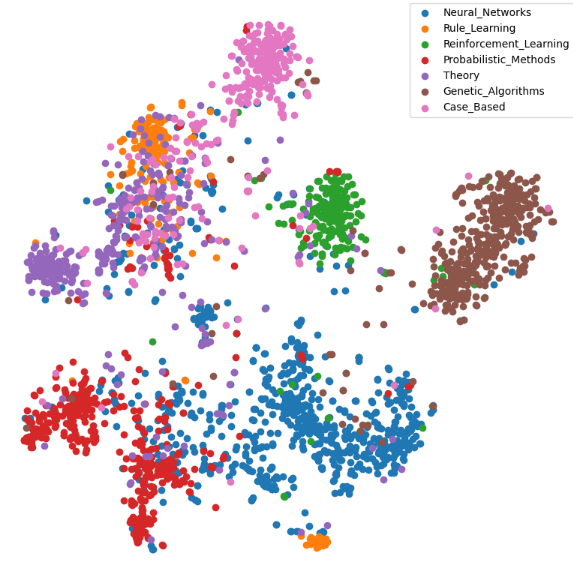 Neural_Networks
Rule_Learning
Reinforcement_Learning
Probabilistic_Methods
Theory
Genetic_Algorithms
Case_Based